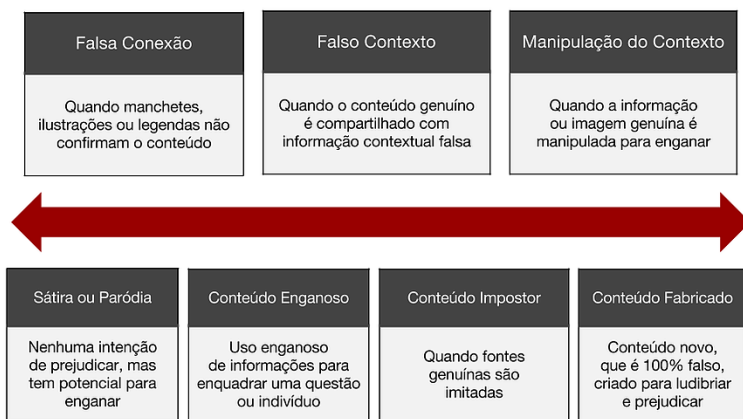 Falsa Conexão
Quando manchetes,
ilustrações ou legendas não
confirmam o conteúdo
Falso Contexto
Quando o conteúdo genuíno
é compartilhado com
informação contextual falsa
Manipulação do Contexto
Quando a informação
ou imagem genuína é
manipulada para enganar
Sátira ou Paródia
Nenhuma intenção
de prejudicar, mas
tem potencial para
enganar
Conteúdo Enganoso
Uso enganoso
de informações para
enquadrar uma questão
ou indivíduo
Conteúdo Impostor
Quando fontes
genuínas são
imitadas
Conteúdo Fabricado
Conteúdo novo,
que é 100% falso,
criado para ludibriar
e prejudicar